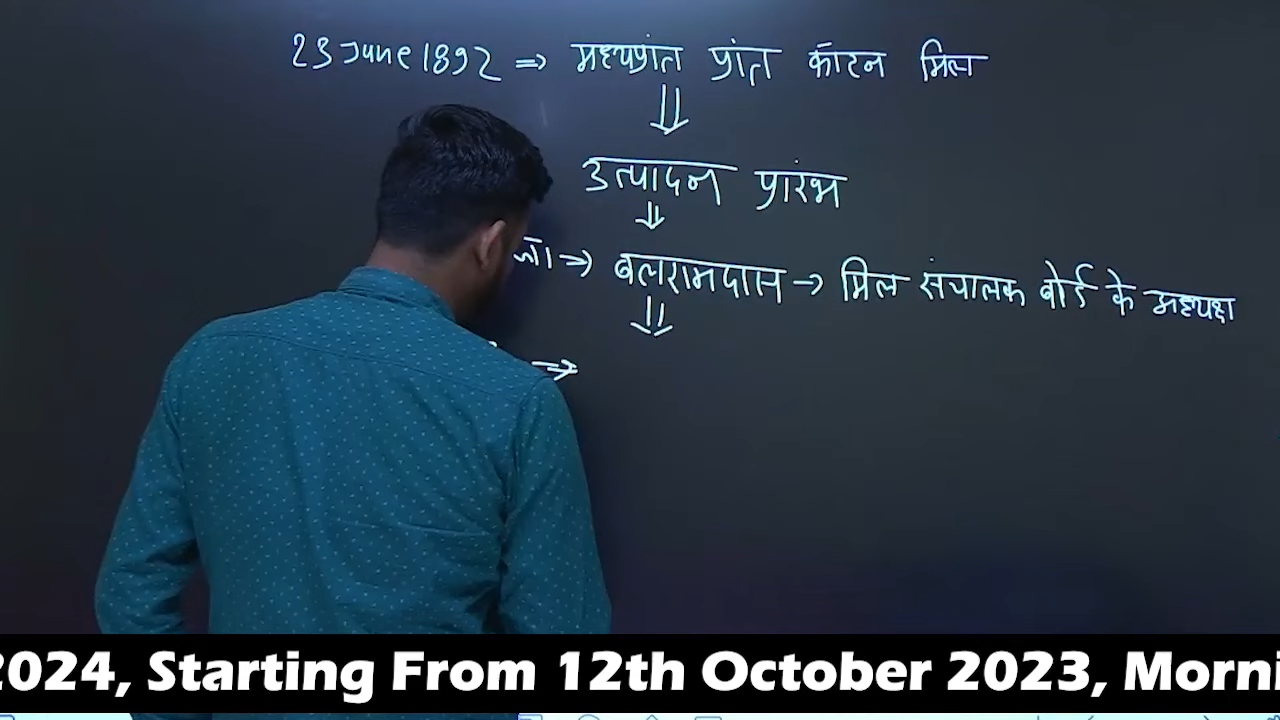 23 June 1892 ⇒ मध्यप्रांत प्रांत कॉटन मिल
उत्पादन प्रारंभ
→ बलरामदास → मिल संचालक बोर्ड के मध्यक्ष
⇒
2024, Starting From 12th October 2023, Morni